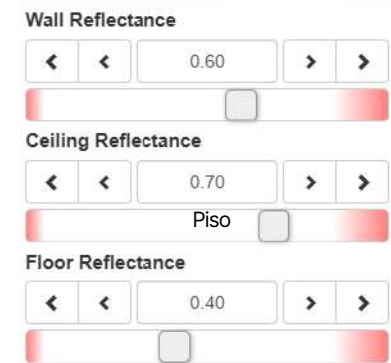 Wall Reflectance
0.60
Ceiling Reflectance
0.70
Piso
Floor Reflectance
0.40